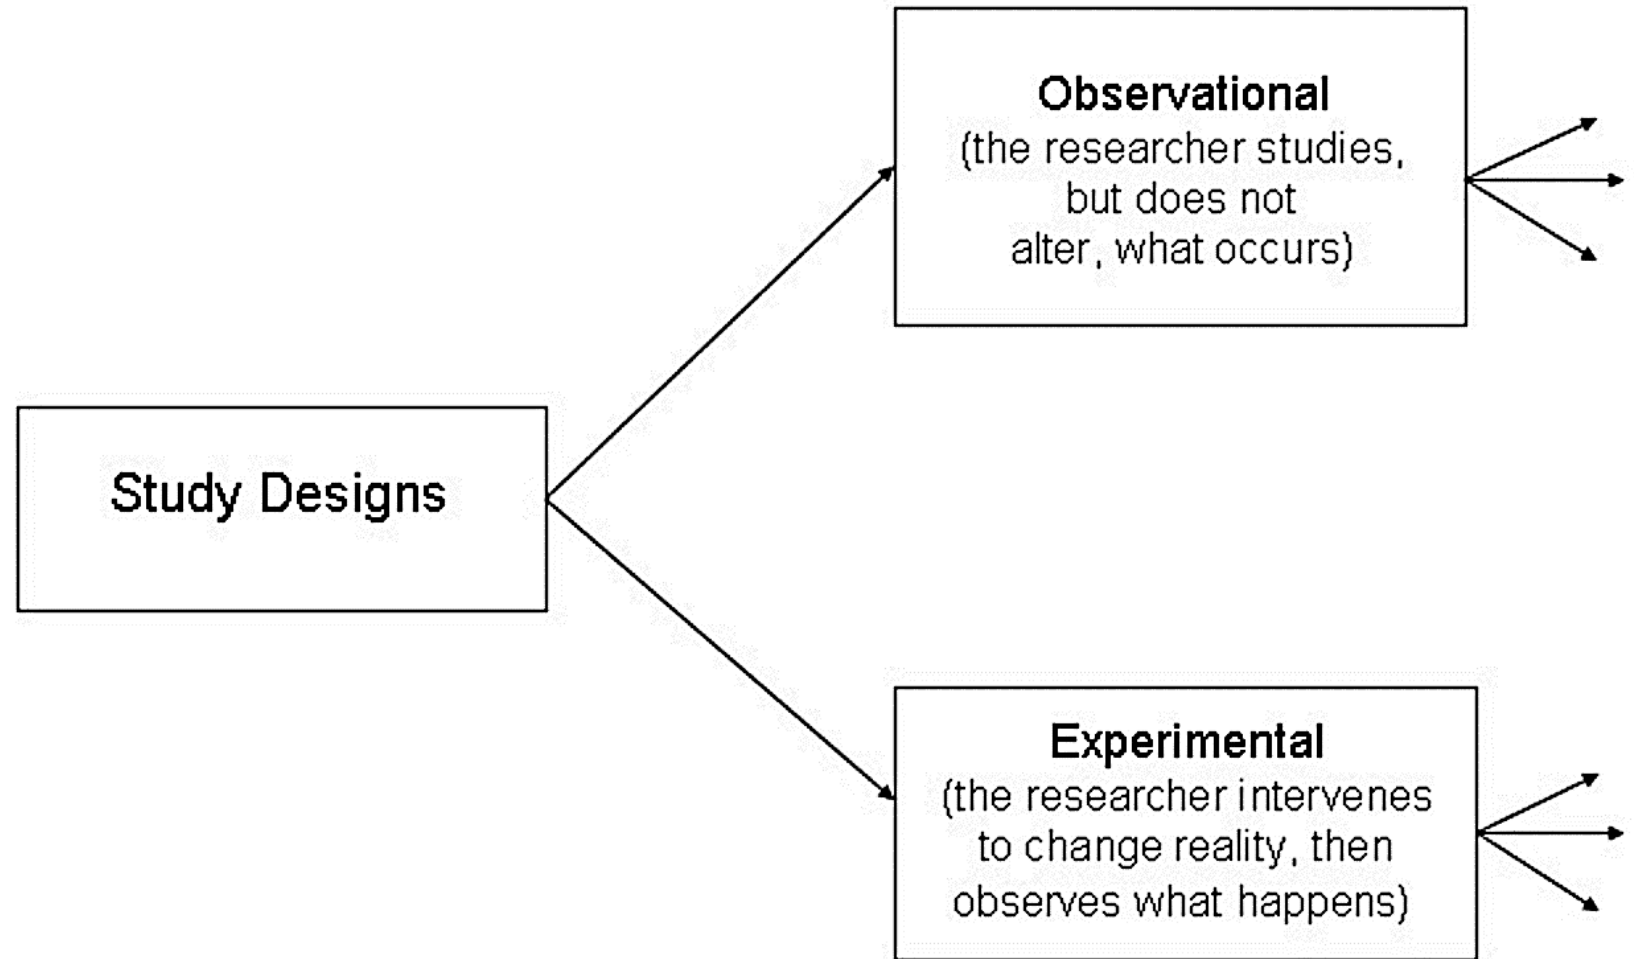 Observational
(the researcher studies,
but does not
alter, what occurs)
Study Designs
Experimental
(the researcher intervenes
to change reality, then
observes what happens)